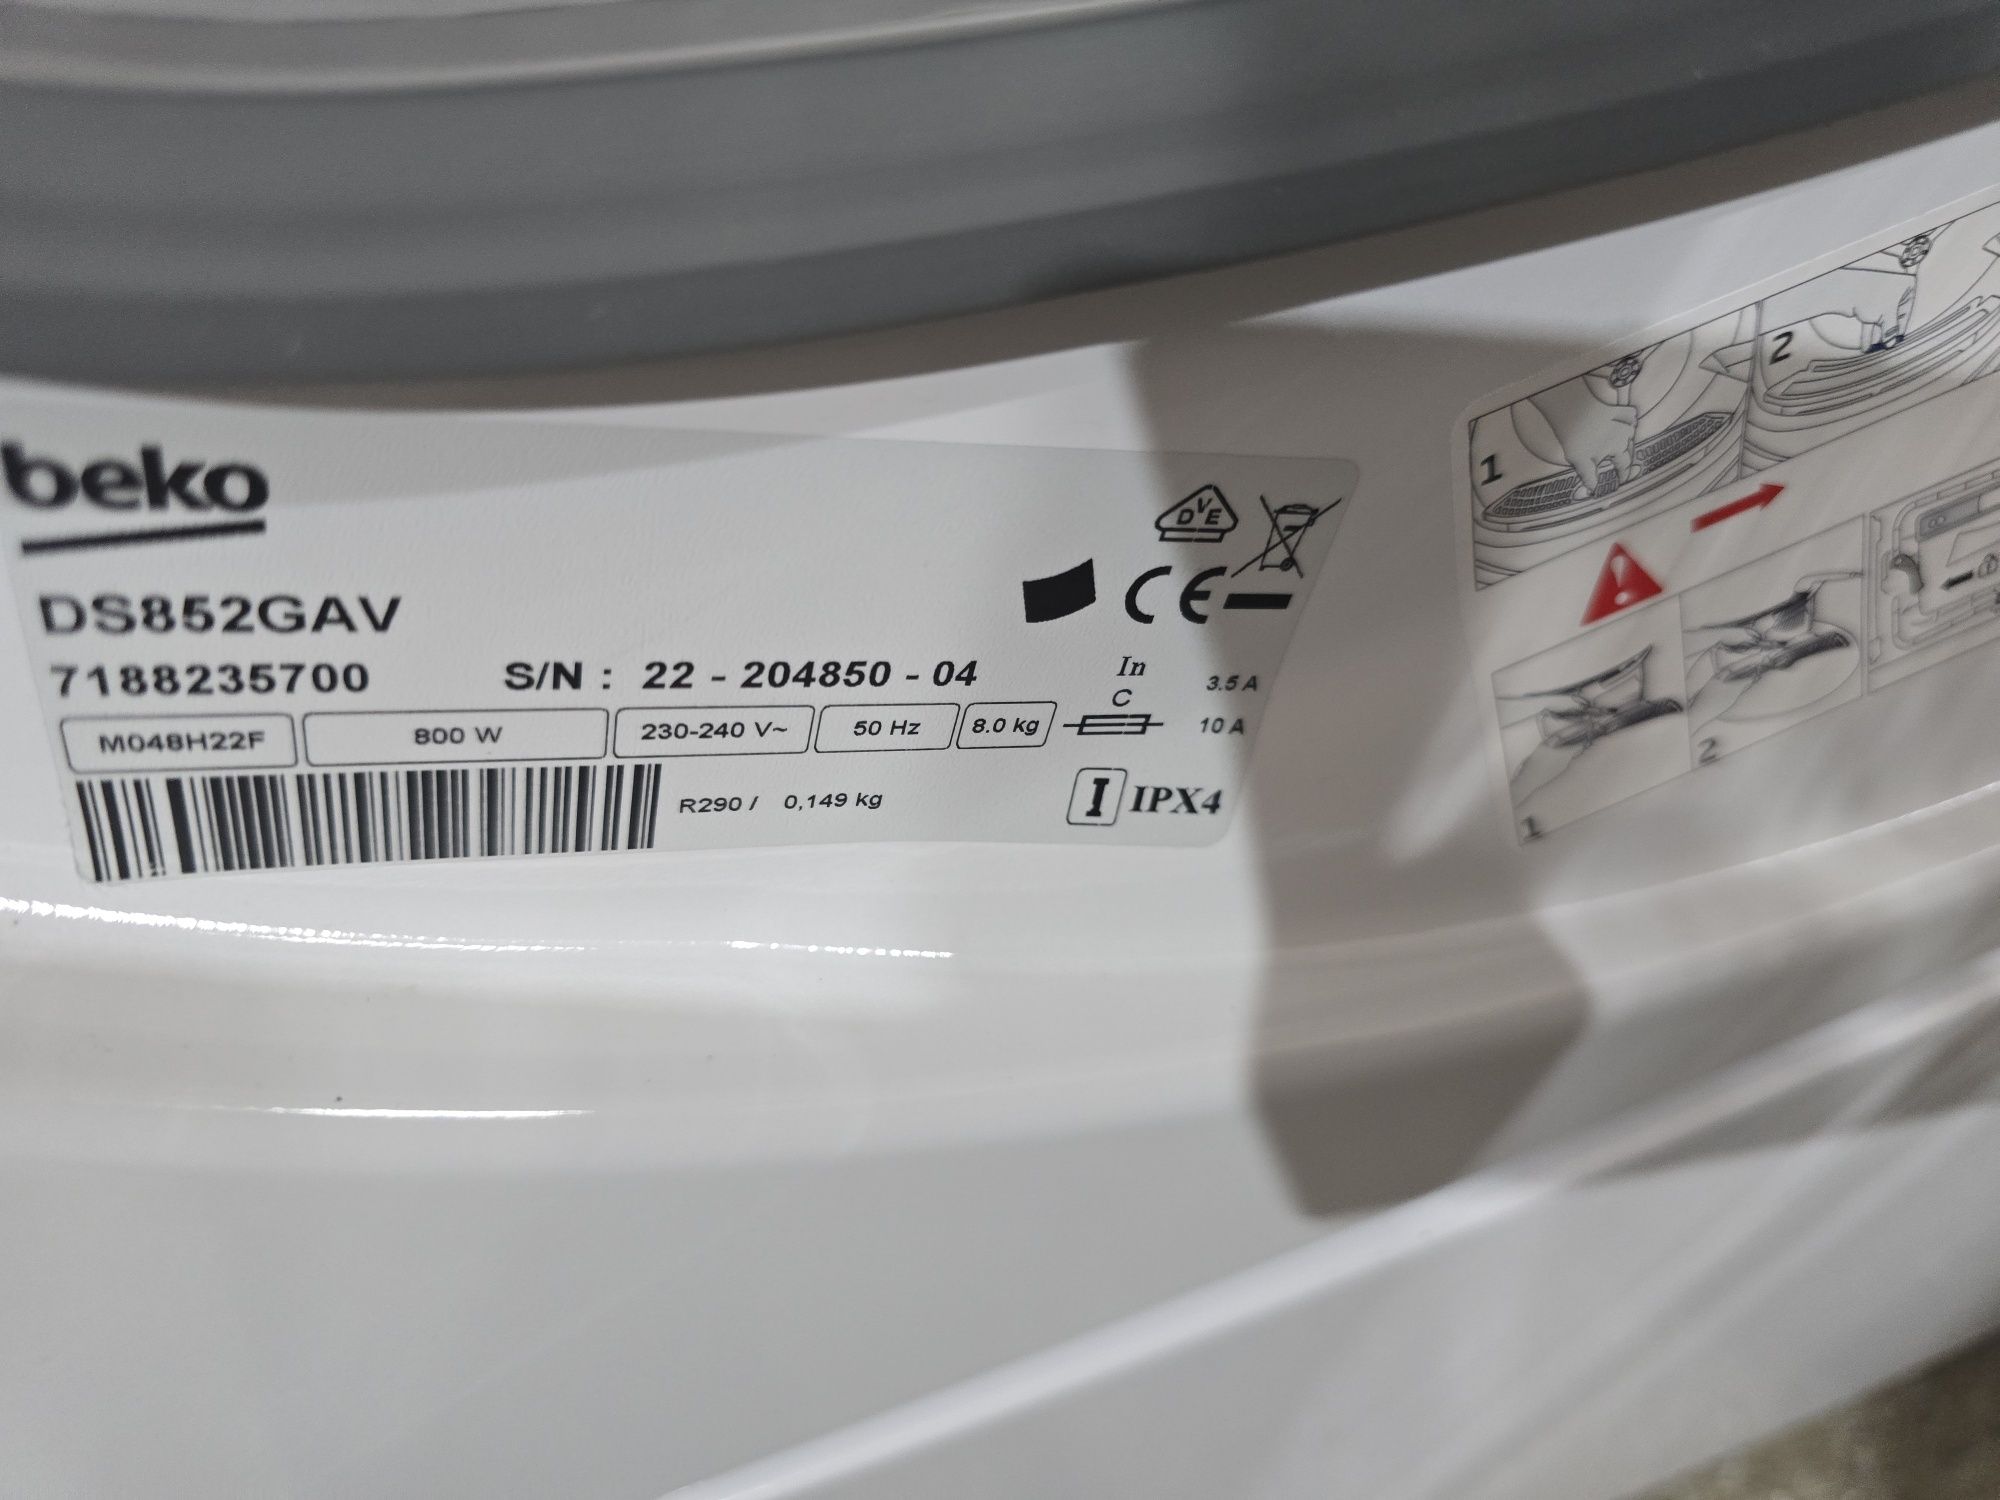 beko
DS852GAV
7188235700 S/N : 22 - 204850 - 04
M048H22F 800 W 230-240 V~ 50 Hz 8.0 kg
R290 / 0,149 kg
DVE
CE
In 3.5 A
C 10 A
I IPX4
1
2
1
2